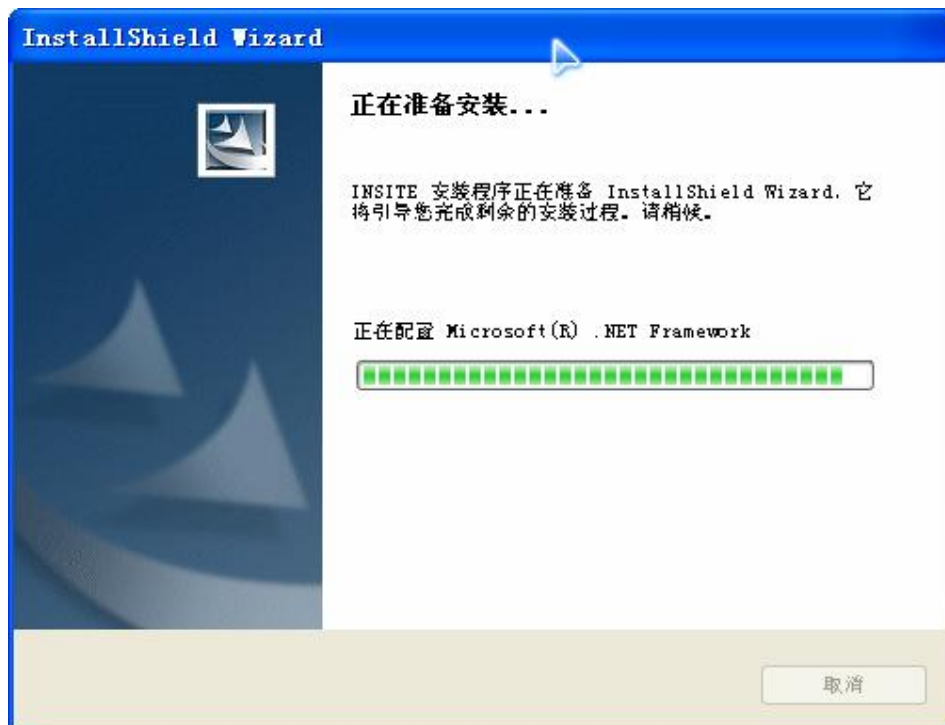 InstallShield Wizard
正在准备安装...
INSITE 安装程序正在准备 InstallShield Wizard, 它
将引导您完成剩余的安装过程。请稍候。
正在配置 Microsoft(R) .NET Framework
取消